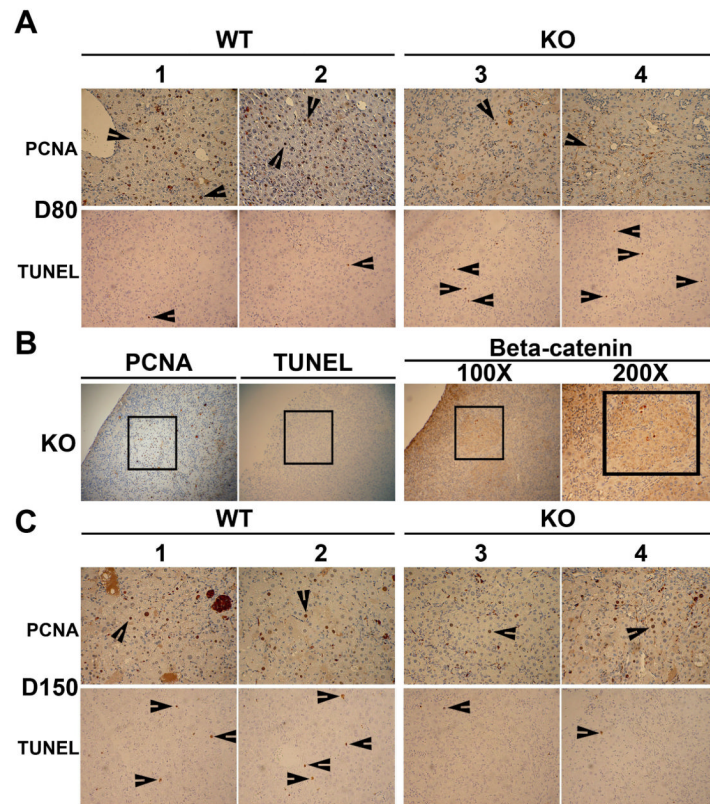 A
WT KO
1 2 3 4
PCNA
D80
TUNEL
B
PCNA TUNEL Beta-catenin
100X 200X
KO
C
WT KO
1 2 3 4
PCNA
D150
TUNEL